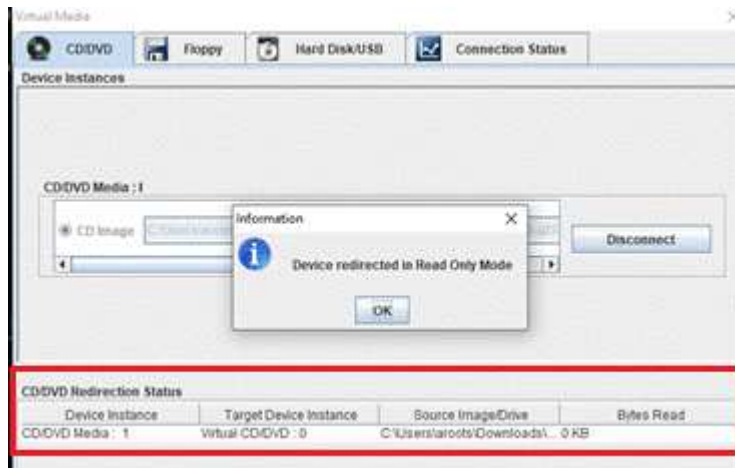 Virtual Media
CD/DVD Floppy Hard Disk/USB Connection Status
Device Instances
CD/DVD Media : I
CD Image
Disconnect
Information
Device redirected in Read Only Mode
OK
CD/DVD Redirection Status
Device Instance Target Device Instance Source Image/Drive Bytes Read
CD/DVD Media : 1 Virtual CD/DVD : 0 C:\Users\aroots\Downloads\... 0 KB